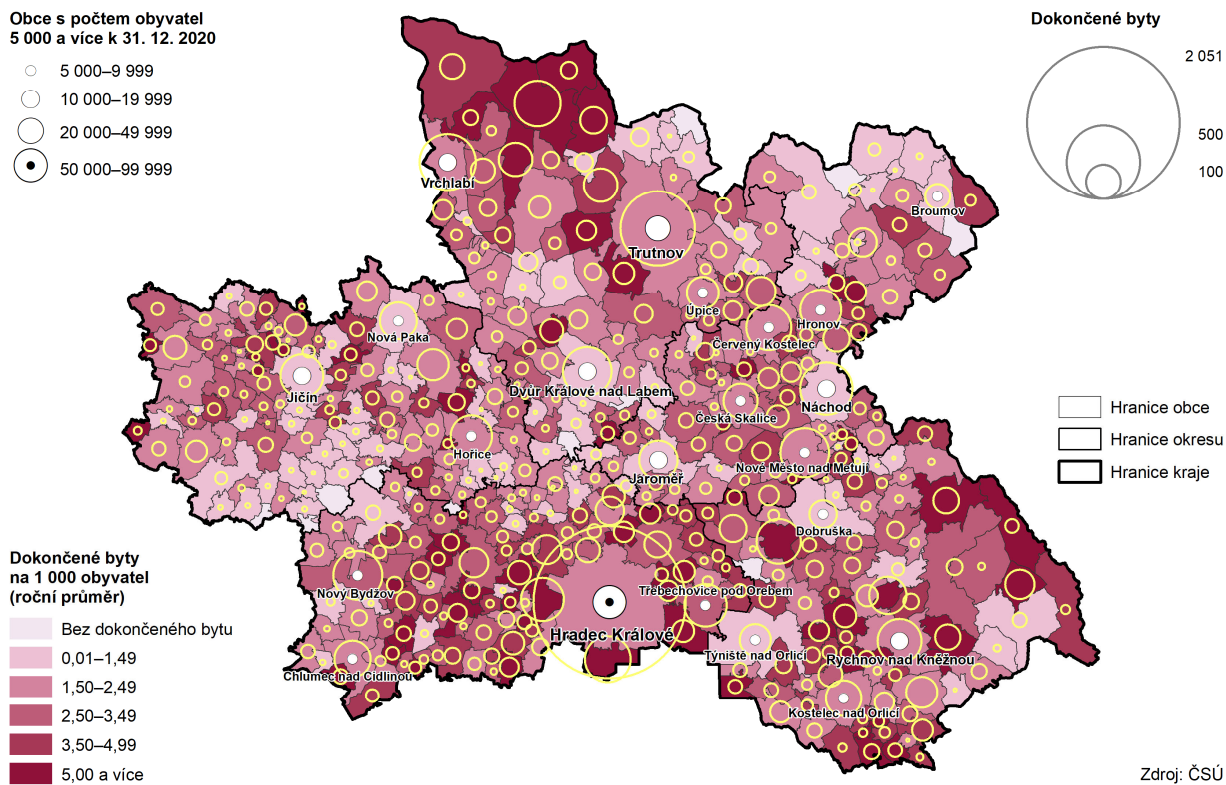 Obce s počtem obyvatel
5 000 a více k 31. 12. 2020
5 000–9 999
10 000–19 999
20 000–49 999
50 000–99 999
Dokončené byty
2 051
500
100
Vrchlabí
Broumov
Trutnov
Úpice
Hronov
Nová Paka
Červený Kostelec
Jičín
Dvůr Králové nad Labem
Náchod
Česká Skalice
Hořice
Nové Město nad Metují
Jaroměř
Dobruška
Nový Bydžov
Třebechovice pod Orebem
Hradec Králové
Týniště nad Orlicí
Rychnov nad Kněžnou
Chlumec nad Cidlinou
Kostelec nad Orlicí
Hranice obce
Hranice okresu
Hranice kraje
Dokončené byty
na 1 000 obyvatel
(roční průměr)
Bez dokončeného bytu
0,01–1,49
1,50–2,49
2,50–3,49
3,50–4,99
5,00 a více
Zdroj: ČSÚ